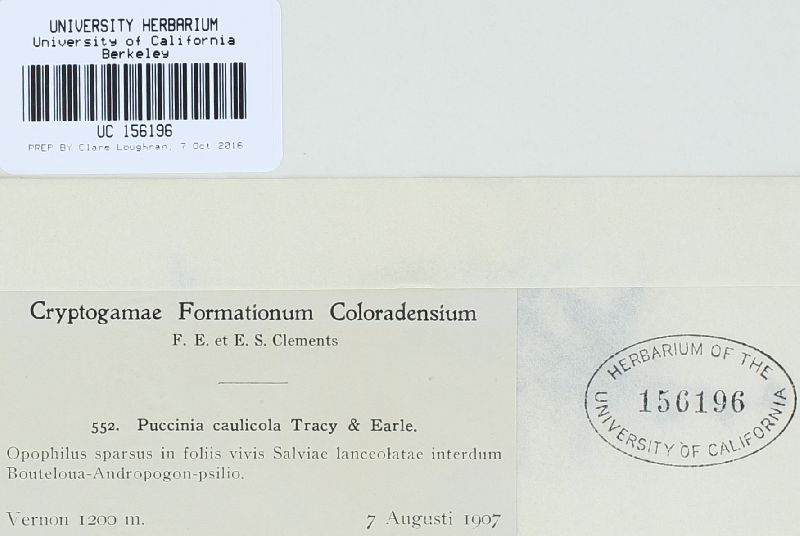 UNIVERSITY HERBARIUM
University of California
Berkeley
UC 156196
PREP BY Clare Loughran, 7 Oct 2016
Cryptogamae Formationum Coloradensium
F. E. et E. S. Clements
552. Puccinia caulicola Tracy & Earle.
Opophilus sparsus in foliis vivis Salviae lanceolatae interdum
Bouteloua-Andropogon-psilio.
Vernon 1200 m. 7 Augusti 1907
HERBARIUM OF THE
156196
UNIVERSITY OF CALIFORNIA